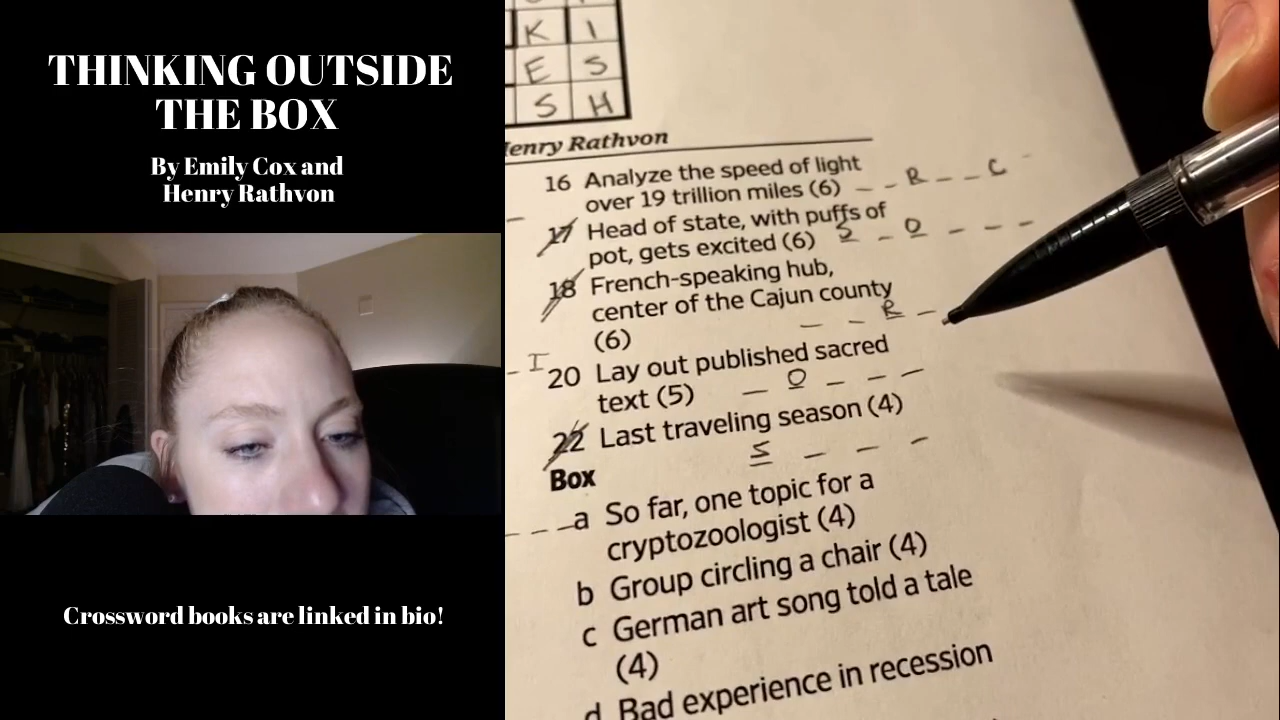 THINKING OUTSIDE
THE BOX
By Emily Cox and
Henry Rathvon
Crossword books are linked in bio!
K I
E S
S H
Henry Rathvon
16 Analyze the speed of light
over 19 trillion miles (6) _ _ R _ _ C
17 Head of state, with puffs of
pot, gets excited (6) S _ O _ _ _
18 French-speaking hub,
center of the Cajun county
(6) _ _ R _
I
20 Lay out published sacred
text (5) _ O _ _ _
22 Last traveling season (4)
S _ _ _
Box
a So far, one topic for a
cryptozoologist (4)
b Group circling a chair (4)
c German art song told a tale
(4)
d Bad experience in recession